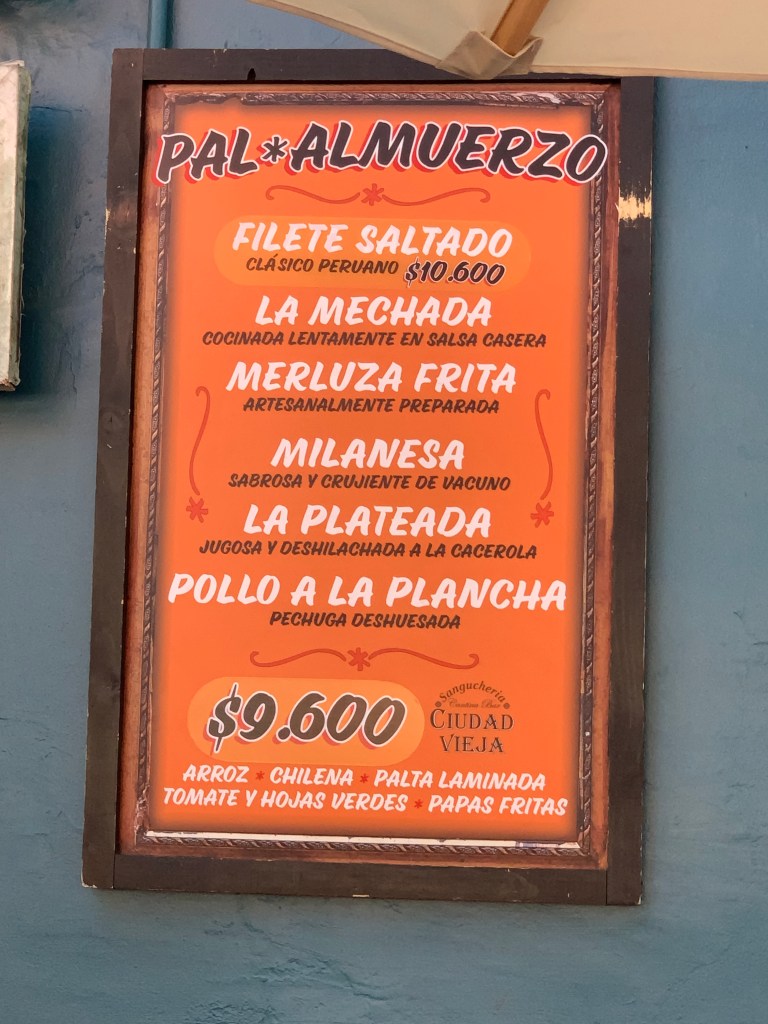 PAL*ALMUERZO
FILETE SALTADO
CLÁSICO PERUANO $10.600
LA MECHADA
COCINADA LENTAMENTE EN SALSA CASERA
MERLUZA FRITA
ARTESANALMENTE PREPARADA
MILANESA
SABROSA Y CRUJIENTE DE VACUNO
LA PLATEADA
JUGOSA Y DESHILACHADA A LA CACEROLA
POLLO A LA PLANCHA
PECHUGA DESHUESADA
$9.600
Sangucheria
Cantina Bar
CIUDAD
VIEJA
ARROZ * CHILENA * PALTA LAMINADA
TOMATE Y HOJAS VERDES * PAPAS FRITAS